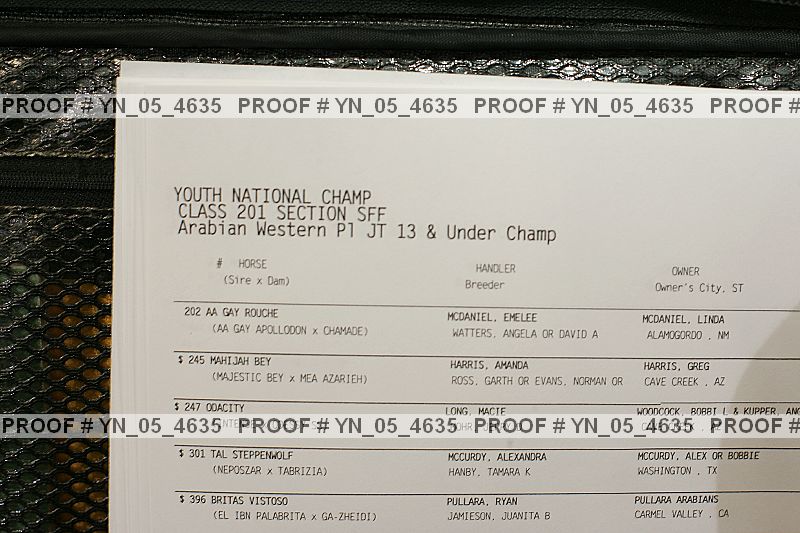 PROOF # YN_05_4635 PROOF # YN_05_4635 PROOF # YN_05_4635 PROOF #
YOUTH NATIONAL CHAMP
CLASS 201 SECTION SFF
Arabian Western Pl JT 13 & Under Champ
# HORSE HANDLER OWNER
(Sire x Dam) Breeder Owner's City, ST
202 AA GAY ROUCHE MCDANIEL, EMELEE MCDANIEL, LINDA
(AA GAY APOLLODON x CHAMADE) WATTERS, ANGELA OR DAVID A ALAMOGORDO , NM
$ 245 MAHIJAH BEY HARRIS, AMANDA HARRIS, GREG
(MAJESTIC BEY x MEA AZARIEH) ROSS, GARTH OR EVANS, NORMAN OR CAVE CREEK , AZ
$ 247 ODACITY LONG, MACIE WOODCOCK, BOBBI L & KUPPER, ANG
PROOF # YN_05_4635 PROOF # YN_05_4635 PROOF # YN_05_4635 PROOF #
$ 301 TAL STEPPENWOLF MCCURDY, ALEXANDRA MCCURDY, ALEX OR BOBBIE
(NEPOSZAR x TABRIZIA) HANBY, TAMARA K WASHINGTON , TX
$ 396 BRITAS VISTOSO PULLARA, RYAN PULLARA ARABIANS
(EL IBN PALABRITA x GA-ZHEIDI) JAMIESON, JUANITA B CARMEL VALLEY , CA